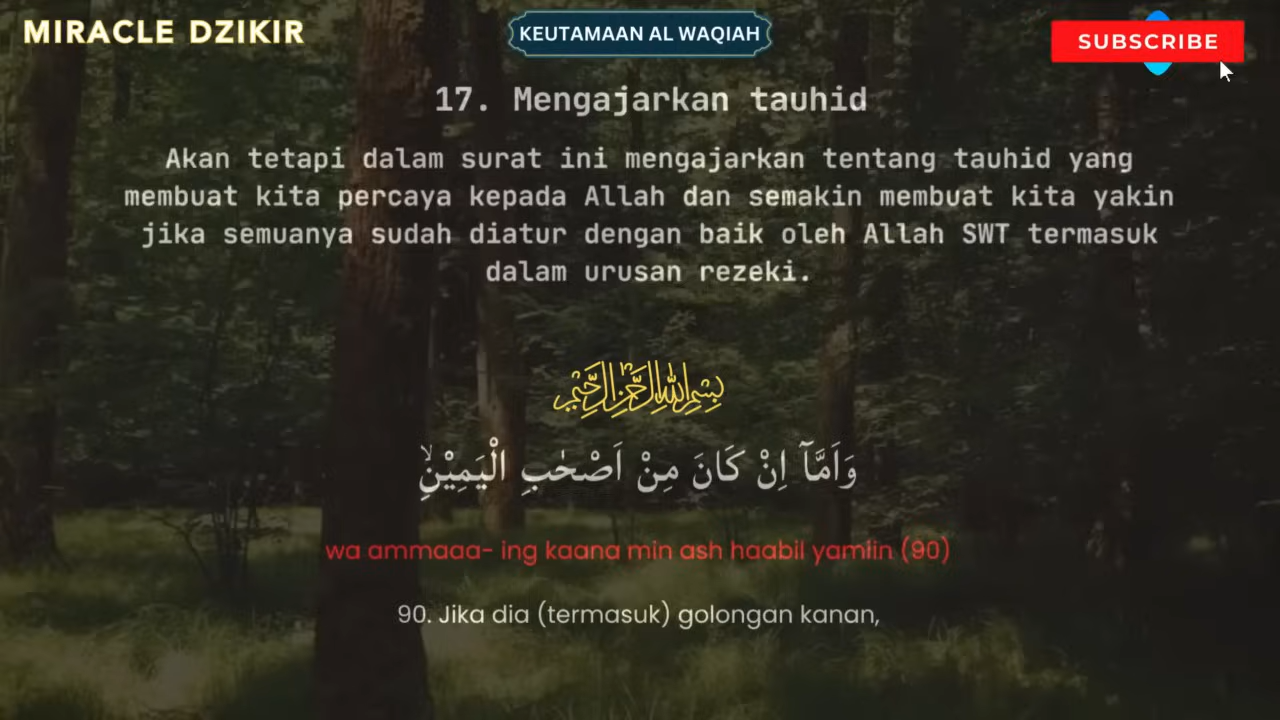 MIRACLE DZIKIR
KEUTAMAAN AL WAQIAH
SUBSCRIBE
17. Mengajarkan tauhid
Akan tetapi dalam surat ini mengajarkan tentang tauhid yang
membuat kita percaya kepada Allah dan semakin membuat kita yakin
jika semuanya sudah diatur dengan baik oleh Allah SWT termasuk
dalam urusan rezeki.
بِسْمِ اللّٰهِ الرَّحْمٰنِ الرَّحِيْمِ
وَاَمَّآ اِنْ كَانَ مِنْ اَصْحٰبِ الْيَمِيْنِۙ
wa ammaaa- ing kaana min ash haabil yamiin (90)
90. Jika dia (termasuk) golongan kanan,